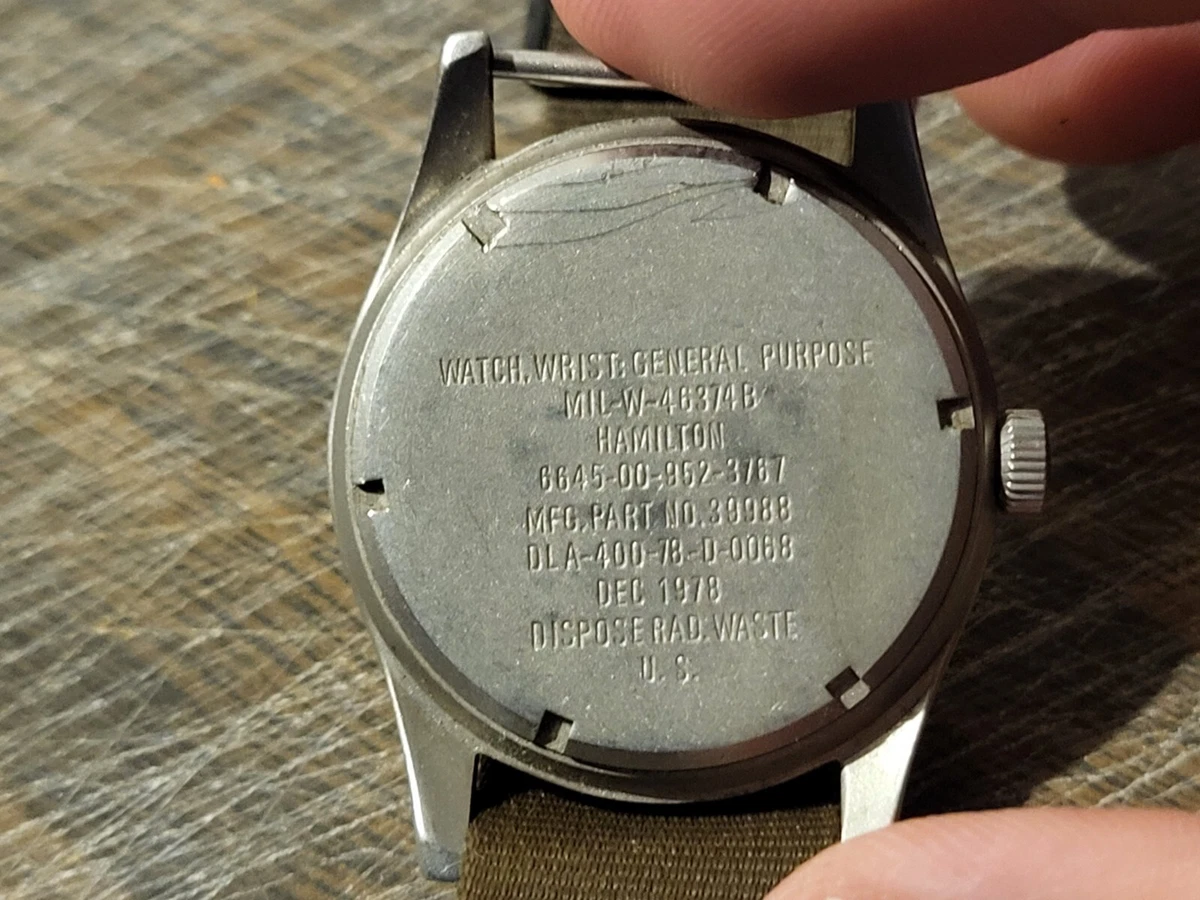 WATCH, WRIST: GENERAL PURPOSE
MIL-W-46374B
HAMILTON
6645-00-952-3767
MFG. PART NO. 39988
DLA-400-78-D-0068
DEC 1978
DISPOSE RAD. WASTE
U. S.